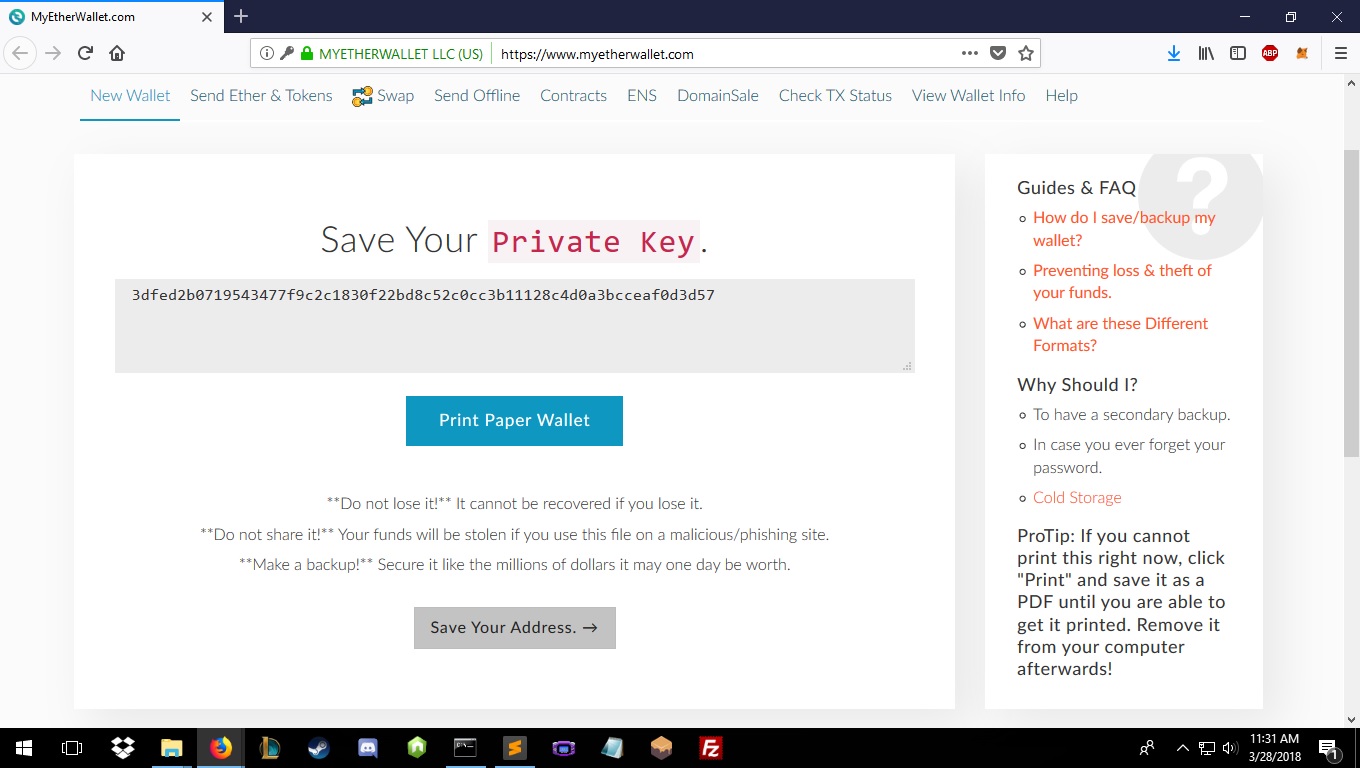 MyEtherWallet.com
MYETHERWALLET LLC (US)
https://www.myetherwallet.com
ABP
New Wallet
Send Ether & Tokens
Swap
Send Offline
Contracts
ENS
DomainSale
Check TX Status
View Wallet Info
Help
Save Your Private Key.
3dfed2b0719543477f9c2c1830f22bd8c52c0cc3b11128c4d0a3bcceaf0d3d57
Print Paper Wallet
**Do not lose it!** It cannot be recovered if you lose it.
**Do not share it!** Your funds will be stolen if you use this file on a malicious/phishing site.
**Make a backup!** Secure it like the millions of dollars it may one day be worth.
Save Your Address. →
Guides & FAQ
How do I save/backup my
wallet?
Preventing loss & theft of
your funds.
What are these Different
Formats?
Why Should I?
To have a secondary backup.
In case you ever forget your
password.
Cold Storage
ProTip: If you cannot
print this right now, click
"Print" and save it as a
PDF until you are able to
get it printed. Remove it
from your computer
afterwards!
11:31 AM
3/28/2018
1